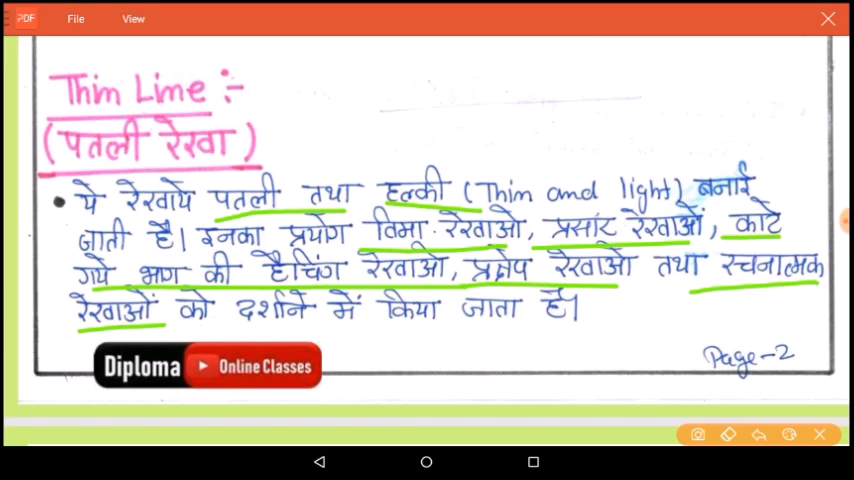 PDF File View
Thin Line :-
(पतली रेखा)
• ये रेखायें पतली तथा हल्की (Thin and light) बनाई
जाती है। इनका प्रयोग विमा रेखाओं, प्रसार रेखाओं, काटे
गये भाग की हैचिंग रेखाओं, प्रक्षेप रेखाओं तथा रचनात्मक
रेखाओं को दर्शाने में किया जाता है।
Page-2
Diploma Online Classes